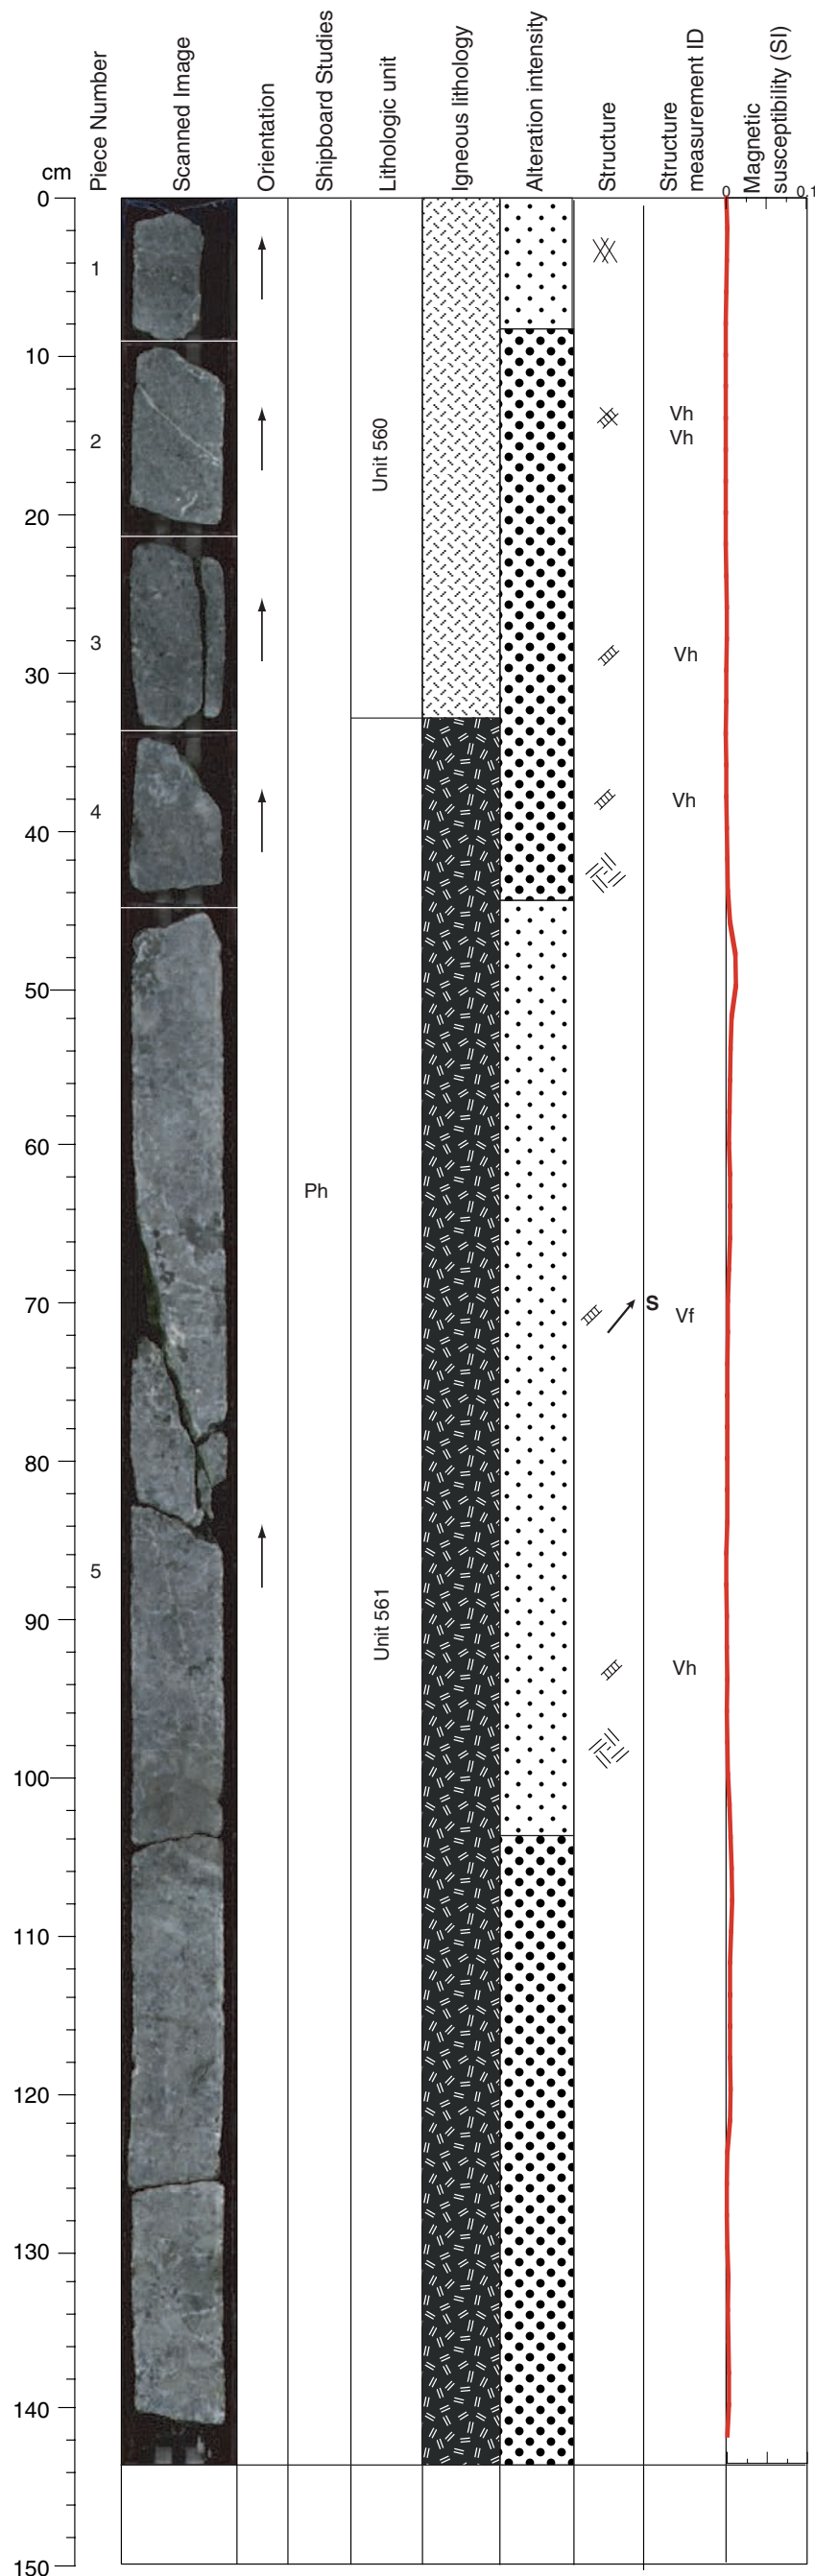 cm
Piece Number
Scanned Image
Orientation
Shipboard Studies
Lithologic unit
Igneous lithology
Alteration intensity
Structure
Structure
measurement ID
Magnetic
susceptibility (SI)
0
0.1
0
10
20
30
40
50
60
70
80
90
100
110
120
130
140
150
1
2
3
4
5
Ph
Unit 560
Unit 561
S
Vh
Vh
Vh
Vh
Vf
Vh